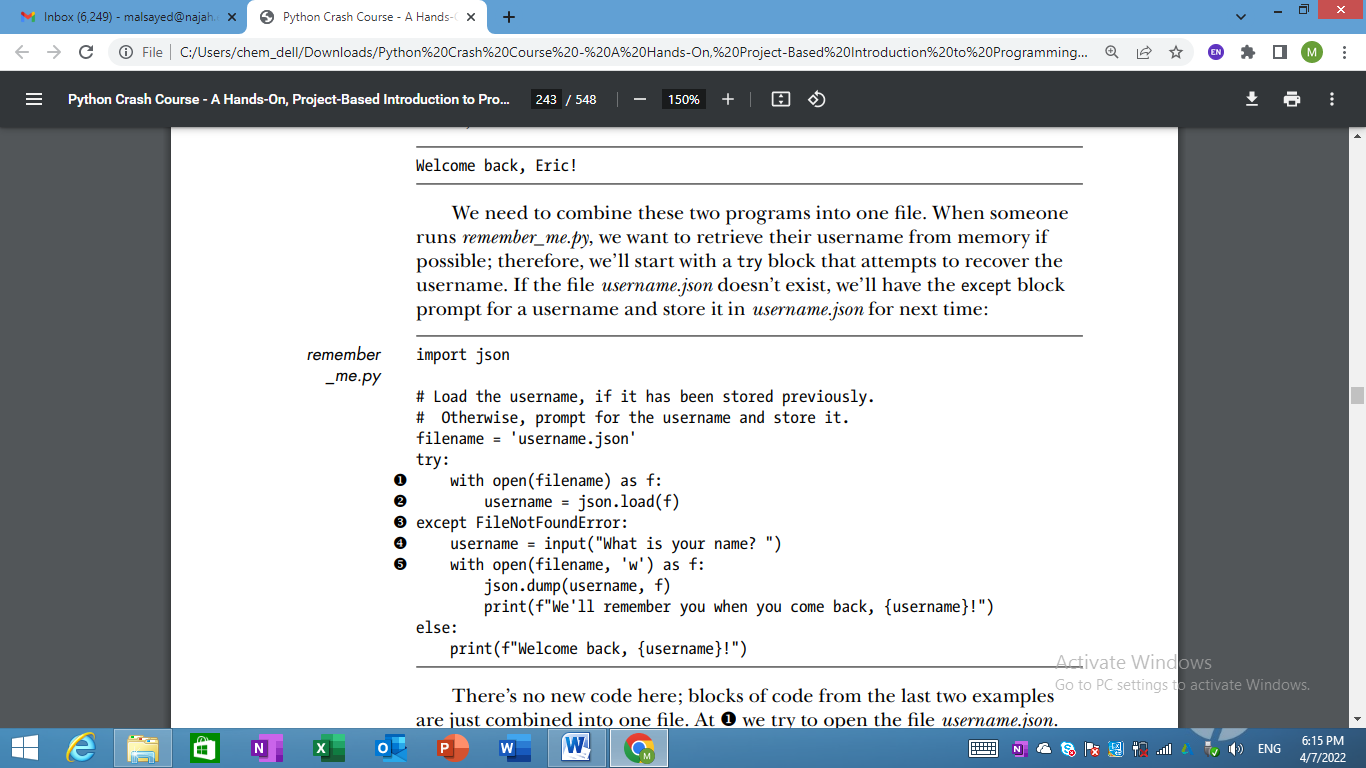 Inbox (6,249) - malsayed@najah.
Python Crash Course - A Hands-O
File
C:/Users/chem_dell/Downloads/Python%20Crash%20Course%20-%20A%20Hands-On,%20Project-Based%20Introduction%20to%20Programming...
EN
M
Python Crash Course - A Hands-On, Project-Based Introduction to Pro...
243 / 548
150%
Welcome back, Eric!
We need to combine these two programs into one file. When someone
runs remember_me.py, we want to retrieve their username from memory if
possible; therefore, we’ll start with a try block that attempts to recover the
username. If the file username.json doesn’t exist, we’ll have the except block
prompt for a username and store it in username.json for next time:
remember
_me.py
import json
# Load the username, if it has been stored previously.
#  Otherwise, prompt for the username and store it.
filename = 'username.json'
try:
❶     with open(filename) as f:
❷         username = json.load(f)
❸ except FileNotFoundError:
❹     username = input("What is your name? ")
❺     with open(filename, 'w') as f:
        json.dump(username, f)
        print(f"We'll remember you when you come back, {username}!")
else:
    print(f"Welcome back, {username}!")
There’s no new code here; blocks of code from the last two examples
are just combined into one file. At ❶ we try to open the file username.json.
Activate Windows
Go to PC settings to activate Windows.
ENG
6:15 PM
4/7/2022